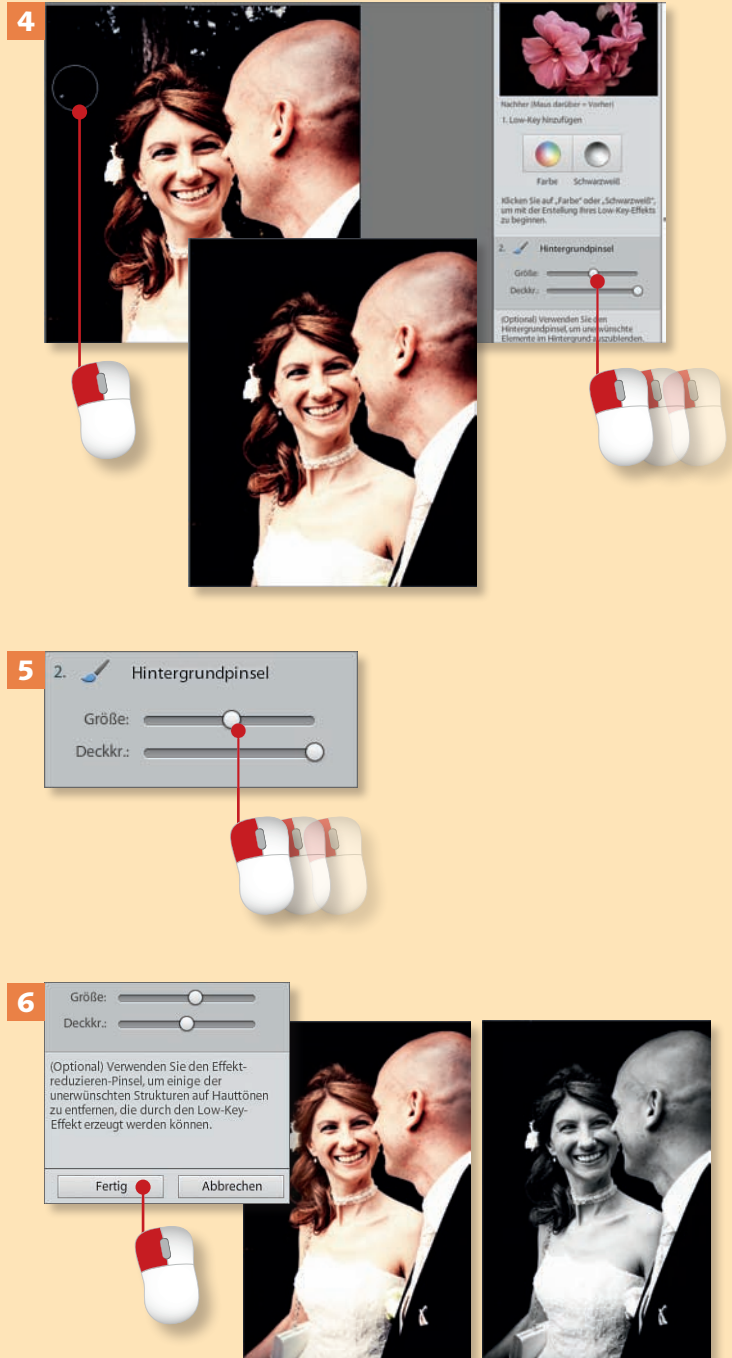 4
Nachher (Maus darüber = Vorher)
1. Low-Key hinzufügen
Farbe Schwarzweiß
Klicken Sie auf „Farbe" oder „Schwarzweiß",
um mit der Erstellung Ihres Low-Key-Effekts
zu beginnen.
2. Hintergrundpinsel
Größe:
Deckkr.:
(Optional) Verwenden Sie den
Hintergrundpinsel, um unerwünschte
Elemente im Hintergrund auszublenden.
5
2. Hintergrundpinsel
Größe:
Deckkr.:
6
Größe:
Deckkr.:
(Optional) Verwenden Sie den Effekt-
reduzieren-Pinsel, um einige der
unerwünschten Strukturen auf Hauttönen
zu entfernen, die durch den Low-Key-
Effekt erzeugt werden können.
Fertig Abbrechen